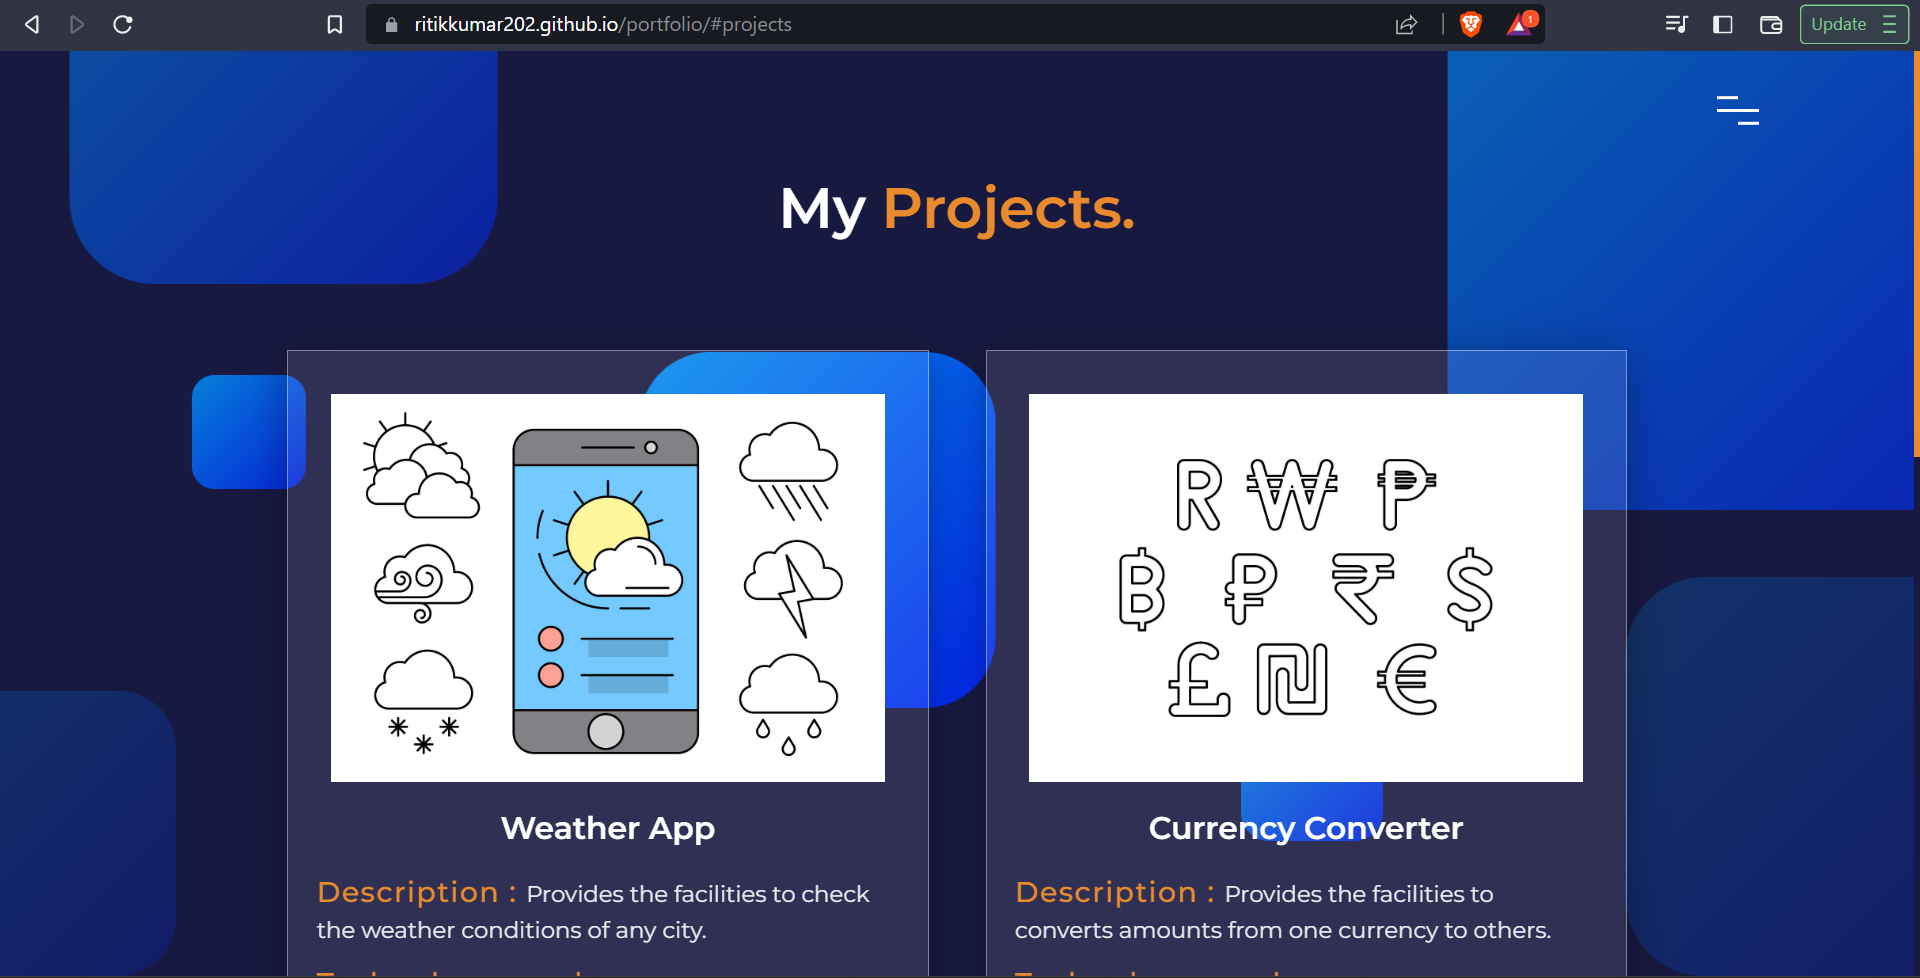 ritikkumar202.github.io/portfolio/#projects
1
Update
My Projects.
R ₩ ₱
฿ ₽ ₹ $
£ ₪ €
Weather App
Description : Provides the facilities to check
the weather conditions of any city.
Currency Converter
Description : Provides the facilities to
converts amounts from one currency to others.